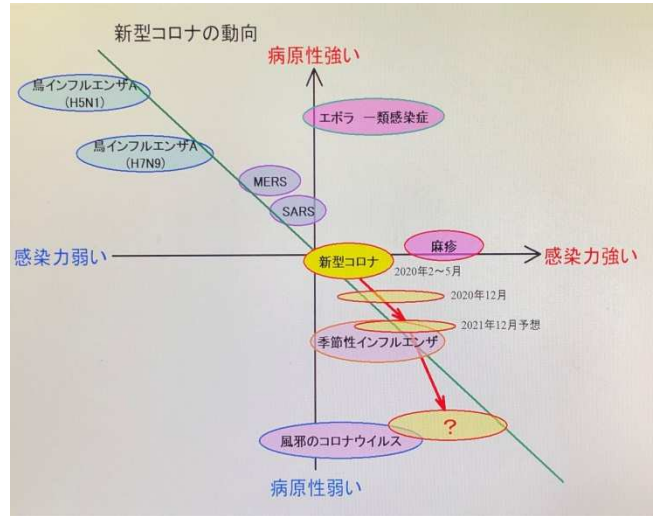 新型コロナの動向
病原性強い
鳥インフルエンザA
(H5N1)
エボラ 一類感染症
鳥インフルエンザA
(H7N9)
MERS
SARS
麻疹
感染力弱い
新型コロナ
感染力強い
2020年2～5月
2020年12月
2021年12月予想
季節性インフルエンザ
?
風邪のコロナウイルス
病原性弱い